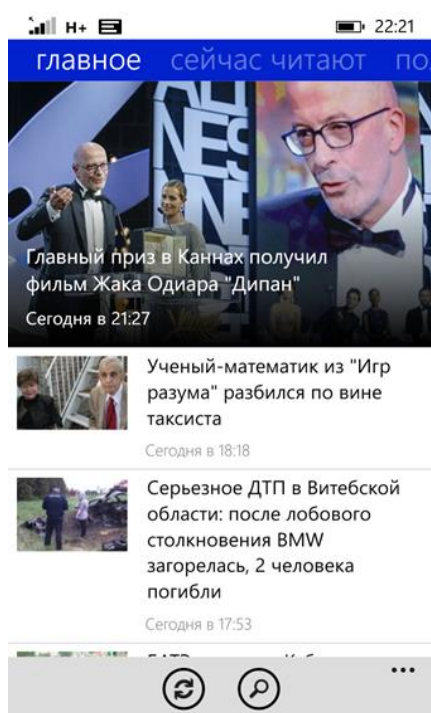 H+ 22:21
главное сейчас читают по
Главный приз в Каннах получил
фильм Жака Одиара "Дипан"
Сегодня в 21:27
Ученый-математик из "Игр
разума" разбился по вине
таксиста
Сегодня в 18:18
Серьезное ДТП в Витебской
области: после лобового
столкновения BMW
загорелась, 2 человека
погибли
Сегодня в 17:53